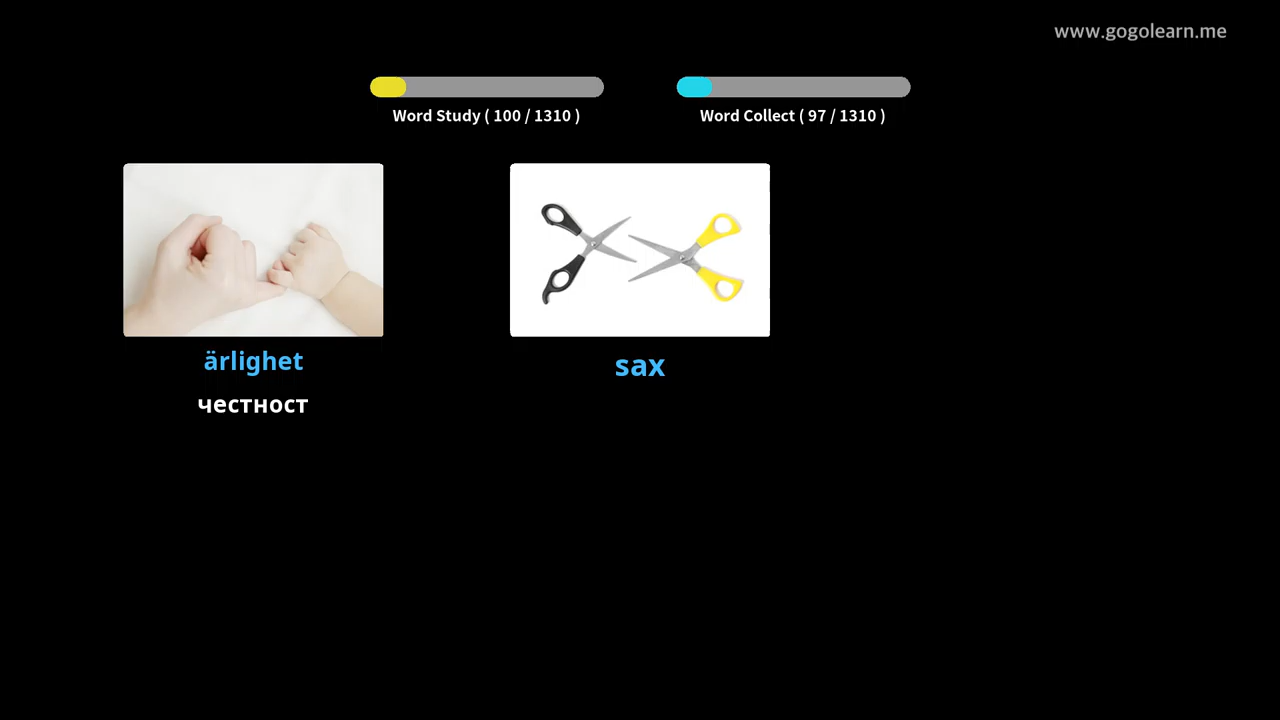 www.gogolearn.me
Word Study ( 100 / 1310 )
Word Collect ( 97 / 1310 )
ärlighet
честност
sax